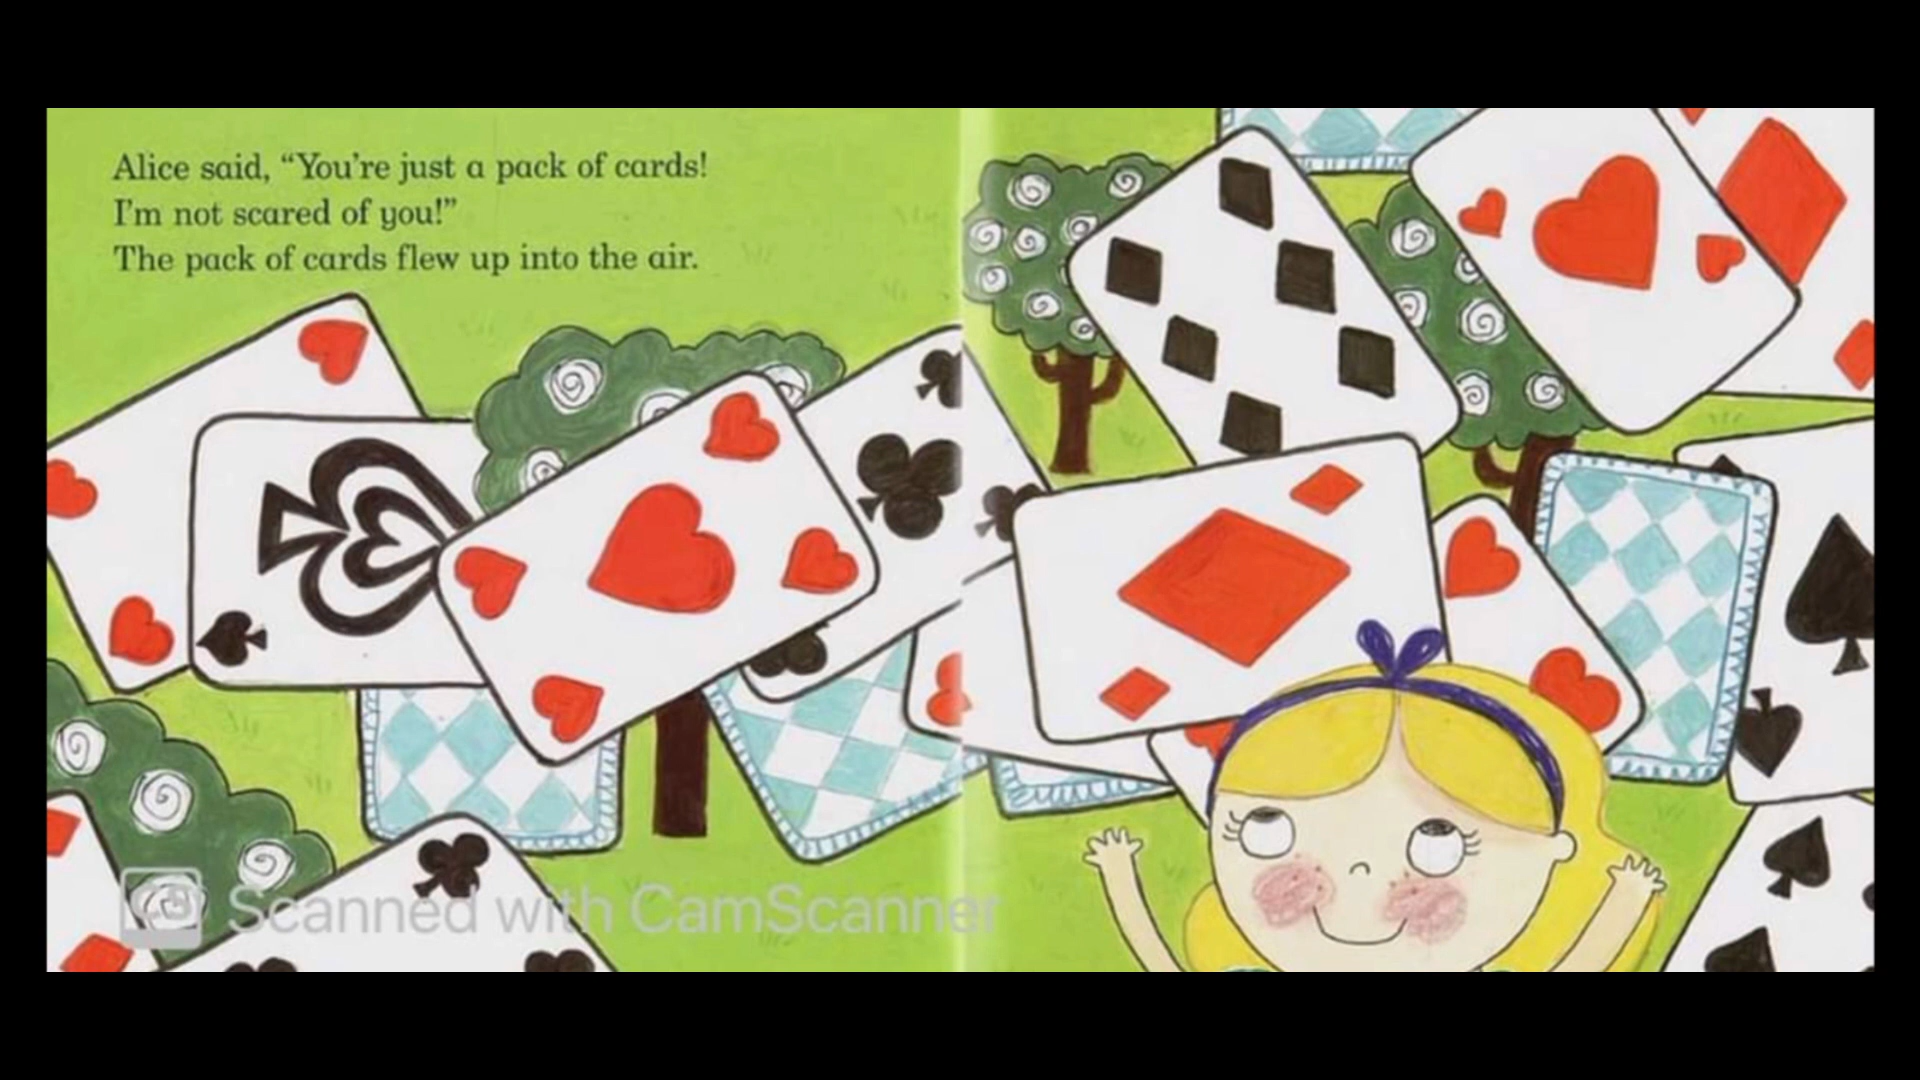 Alice said, “You’re just a pack of cards!
I’m not scared of you!”
The pack of cards flew up into the air.
Scanned with CamScanner